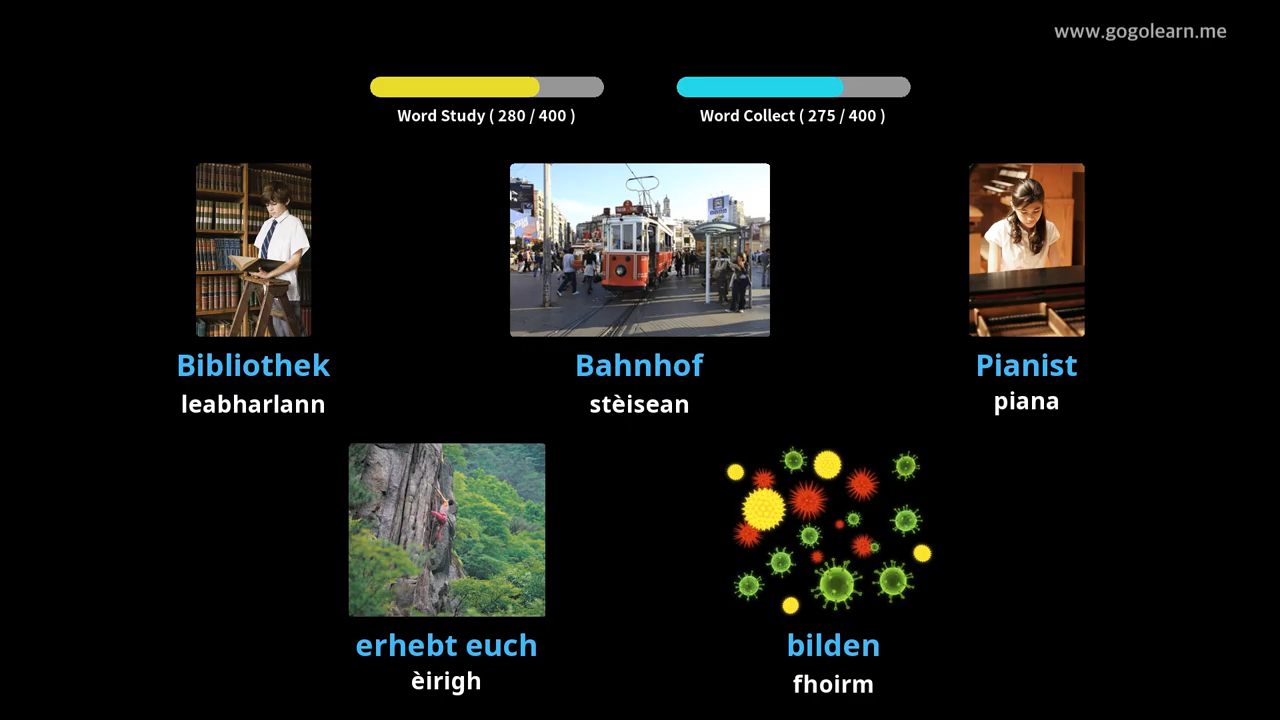 www.gogolearn.me
Word Study ( 280 / 400 )
Word Collect ( 275 / 400 )
Bibliothek
leabharlann
Bahnhof
stèisean
Pianist
piana
erhebt euch
èirigh
bilden
fhoirm